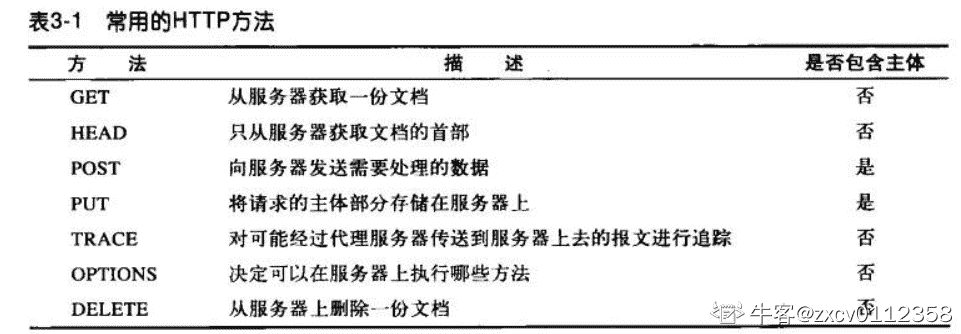 表3-1 常用的HTTP方法
方 法 描 述 是否包含主体
GET 从服务器获取一份文档 否
HEAD 只从服务器获取文档的首部 否
POST 向服务器发送需要处理的数据 是
PUT 将请求的主体部分存储在服务器上 是
TRACE 对可能经过代理服务器传送到服务器上去的报文进行追踪 否
OPTIONS 决定可以在服务器上执行哪些方法 否
DELETE 从服务器上删除一份文档 否
牛客@zxcv0112358